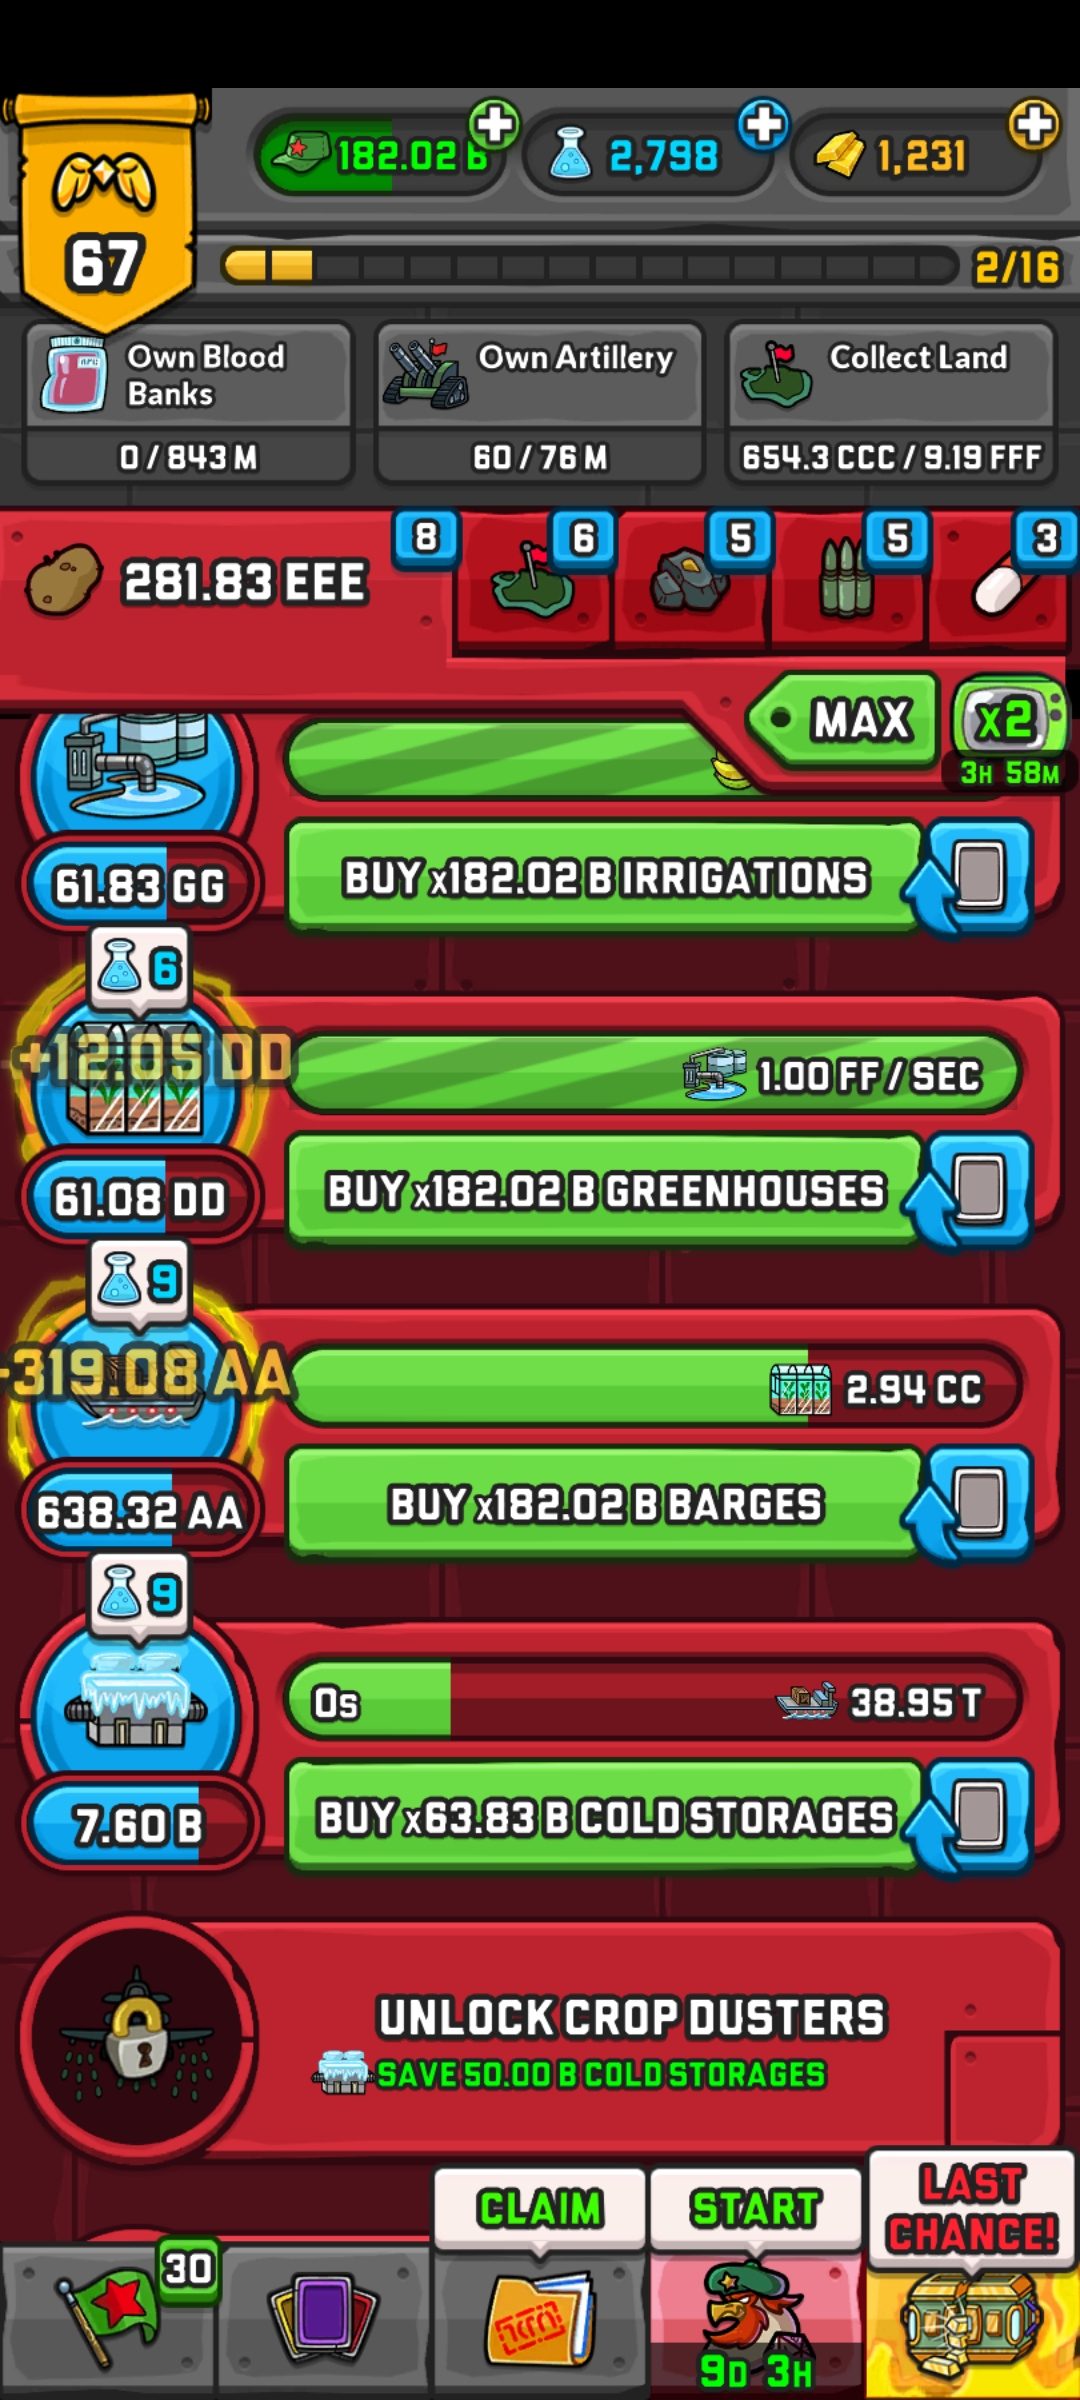 182.02 B
2,798
1,231
67
2/16
Own Blood
Banks
0 / 843 M
Own Artillery
60 / 76 M
Collect Land
654.3 CCC / 9.19 FFF
281.83 EEE
8
6
5
5
3
MAX
x2
3H 58M
61.83 GG
BUY x182.02 B IRRIGATIONS
6
+12.05 DD
1.00 FF / SEC
61.08 DD
BUY x182.02 B GREENHOUSES
9
+319.08 AA
2.94 CC
638.32 AA
BUY x182.02 B BARGES
9
0s
38.95 T
7.60 B
BUY x63.83 B COLD STORAGES
UNLOCK CROP DUSTERS
SAVE 50.00 B COLD STORAGES
CLAIM
START
LAST
CHANCE!
30
9D 3H